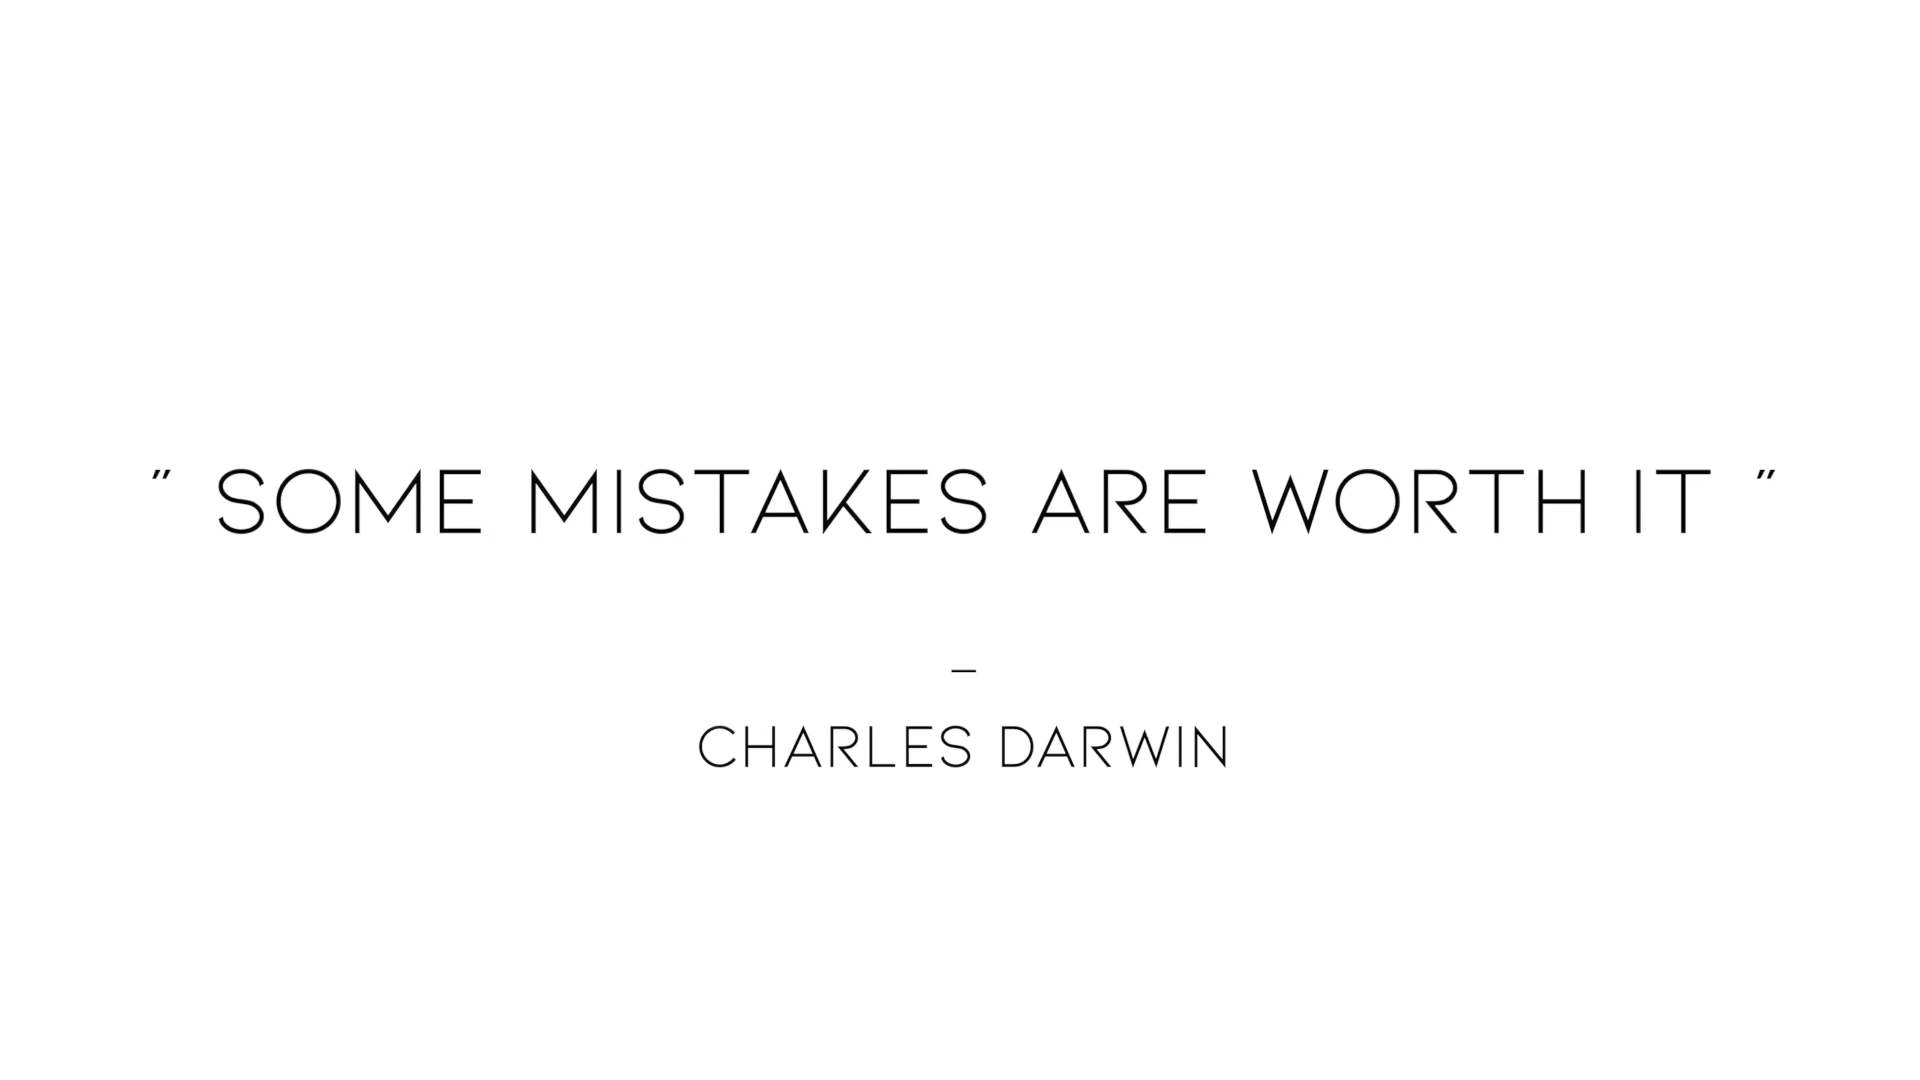 " SOME MISTAKES ARE WORTH IT "
—
CHARLES DARWIN